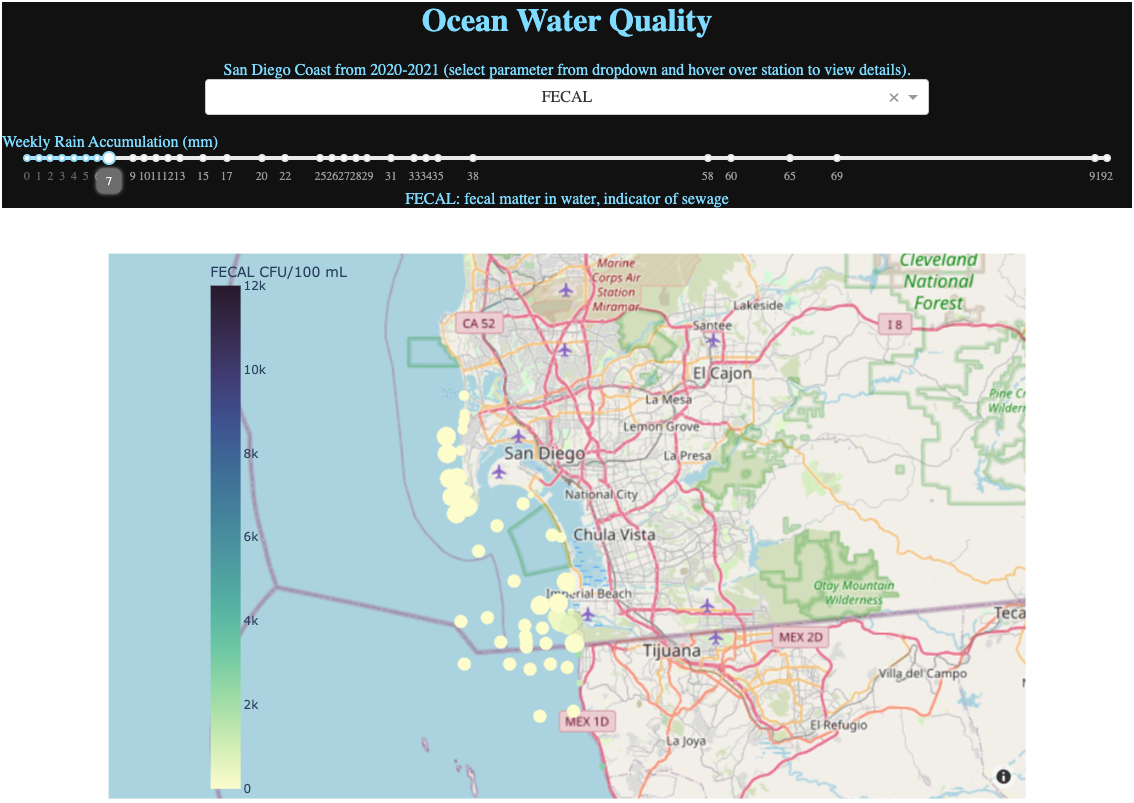 Ocean Water Quality
San Diego Coast from 2020-2021 (select parameter from dropdown and hover over station to view details).
FECAL
Weekly Rain Accumulation (mm)
0 1 2 3 4 5 7 9 10 11 12 13 15 17 20 22 25 26 27 28 29 31 33 34 35 38 58 60 65 69 91 92
FECAL: fecal matter in water, indicator of sewage
FECAL CFU/100 mL
12k
10k
8k
6k
4k
2k
0
Marine
Corps Air
Station
Miramar
Cleveland
National
Forest
Lakeside
CA 52
Santee
I 8
El Cajon
La Mesa
Lemon Grove
San Diego
La Presa
National City
Chula Vista
Imperial Beach
Otay Mountain
Wilderness
MEX 2D
Tijuana
Villa del Campo
MEX 1D
El Refugio
La Joya